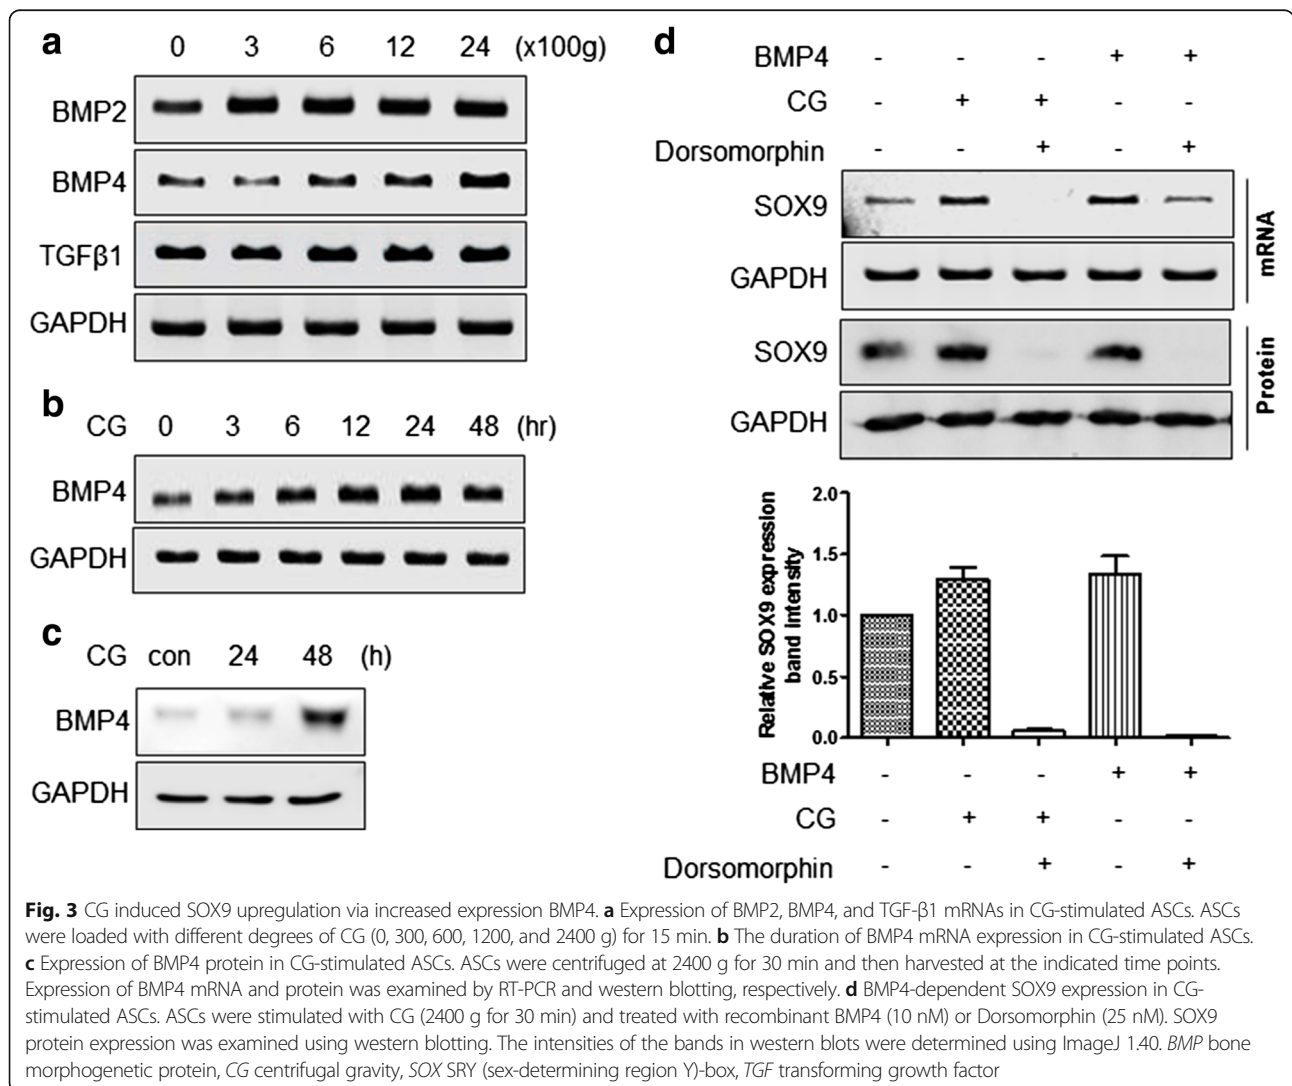 a
0 3 6 12 24 (x100g)
BMP2
BMP4
TGFβ1
GAPDH
b
CG 0 3 6 12 24 48 (hr)
BMP4
GAPDH
c
CG con 24 48 (h)
BMP4
GAPDH
d
BMP4 - - - + +
CG - + + - -
Dorsomorphin - - + - +
SOX9
GAPDH
mRNA
SOX9
GAPDH
Protein
Relative SOX9 expression
band intensity
2.0
1.5
1.0
0.5
0.0
BMP4 - - - + +
CG - + + - -
Dorsomorphin - - + - +
Fig. 3 CG induced SOX9 upregulation via increased expression BMP4. a Expression of BMP2, BMP4, and TGF-β1 mRNAs in CG-stimulated ASCs. ASCs
were loaded with different degrees of CG (0, 300, 600, 1200, and 2400 g) for 15 min. b The duration of BMP4 mRNA expression in CG-stimulated ASCs.
c Expression of BMP4 protein in CG-stimulated ASCs. ASCs were centrifuged at 2400 g for 30 min and then harvested at the indicated time points.
Expression of BMP4 mRNA and protein was examined by RT-PCR and western blotting, respectively. d BMP4-dependent SOX9 expression in CG-
stimulated ASCs. ASCs were stimulated with CG (2400 g for 30 min) and treated with recombinant BMP4 (10 nM) or Dorsomorphin (25 nM). SOX9
protein expression was examined using western blotting. The intensities of the bands in western blots were determined using ImageJ 1.40. BMP bone
morphogenetic protein, CG centrifugal gravity, SOX SRY (sex-determining region Y)-box, TGF transforming growth factor